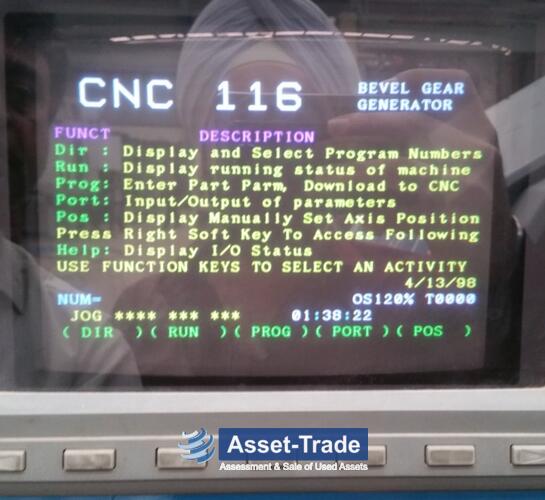 CNC 116 BEVEL GEAR
GENERATOR
FUNCT DESCRIPTION
Dir : Display and Select Program Numbers
Run : Display running status of machine
Prog: Enter Part Parm, Download to CNC
Port: Input/Output of parameters
Pos : Display Manually Set Axis Position
Press Right Soft Key To Access Following
Help: Display I/O Status
USE FUNCTION KEYS TO SELECT AN ACTIVITY
4/13/98
NUM= OS120% T0000
JOG **** *** *** 01:38:22
( DIR )( RUN )( PROG )( PORT )( POS )
Asset-Trade
Assessment & Sale of Used Assets